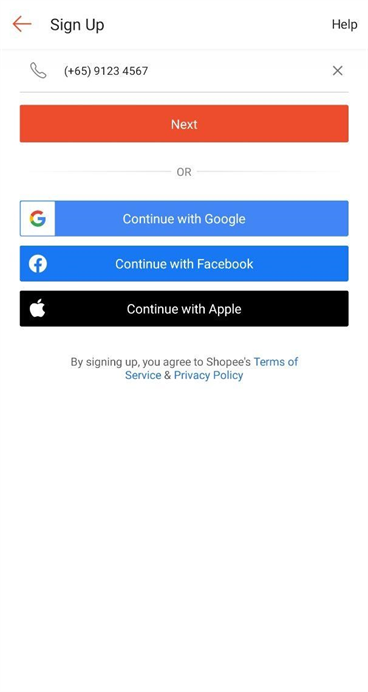 Sign Up
Help
(+65) 9123 4567
Next
OR
Continue with Google
Continue with Facebook
Continue with Apple
By signing up, you agree to Shopee's Terms of
Service & Privacy Policy